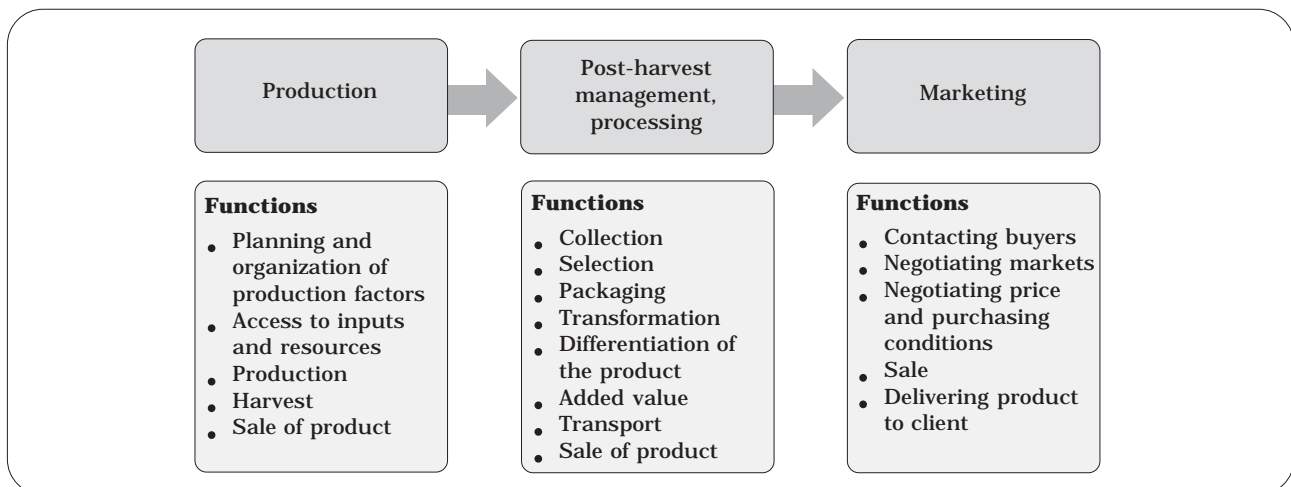 Production
Post-harvest
management,
processing
Marketing
Functions
• Planning and
organization of
production factors
• Access to inputs
and resources
• Production
• Harvest
• Sale of product
Functions
• Collection
• Selection
• Packaging
• Transformation
• Differentiation of
the product
• Added value
• Transport
• Sale of product
Functions
• Contacting buyers
• Negotiating markets
• Negotiating price
and purchasing
conditions
• Sale
• Delivering product
to client